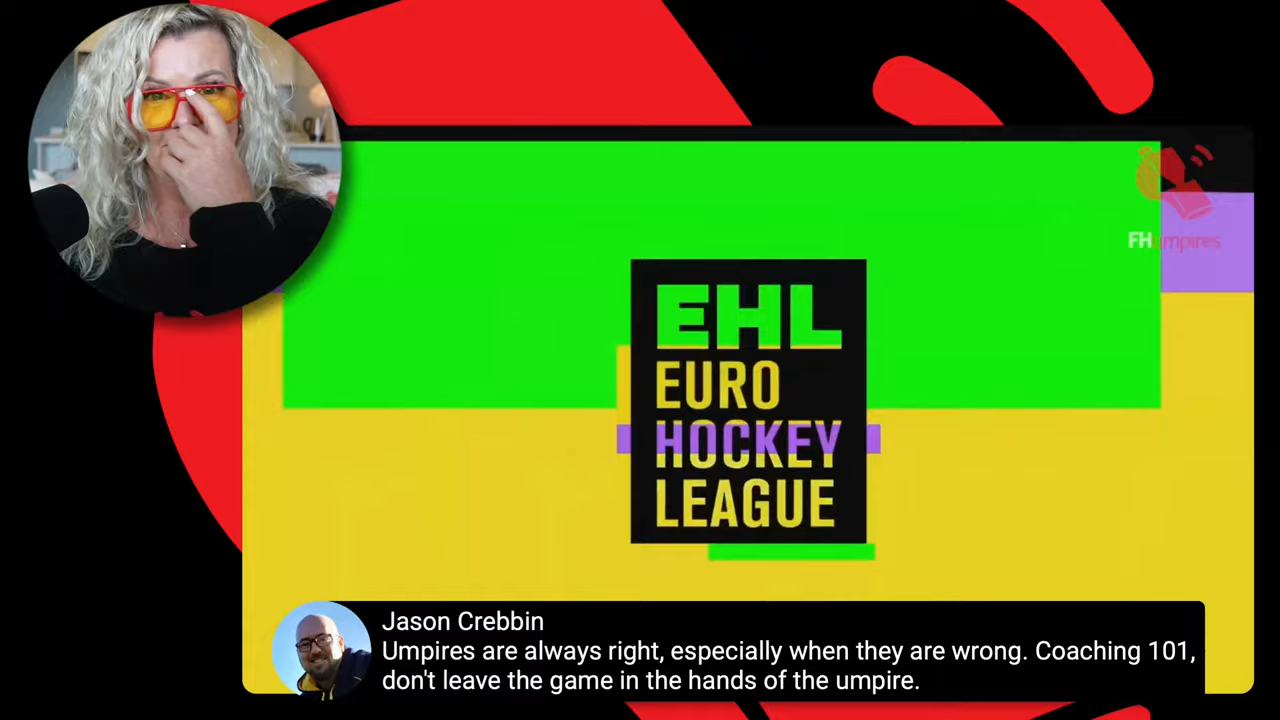 FHumpires
EHL
EURO
HOCKEY
LEAGUE
Jason Crebbin
Umpires are always right, especially when they are wrong. Coaching 101,
don't leave the game in the hands of the umpire.